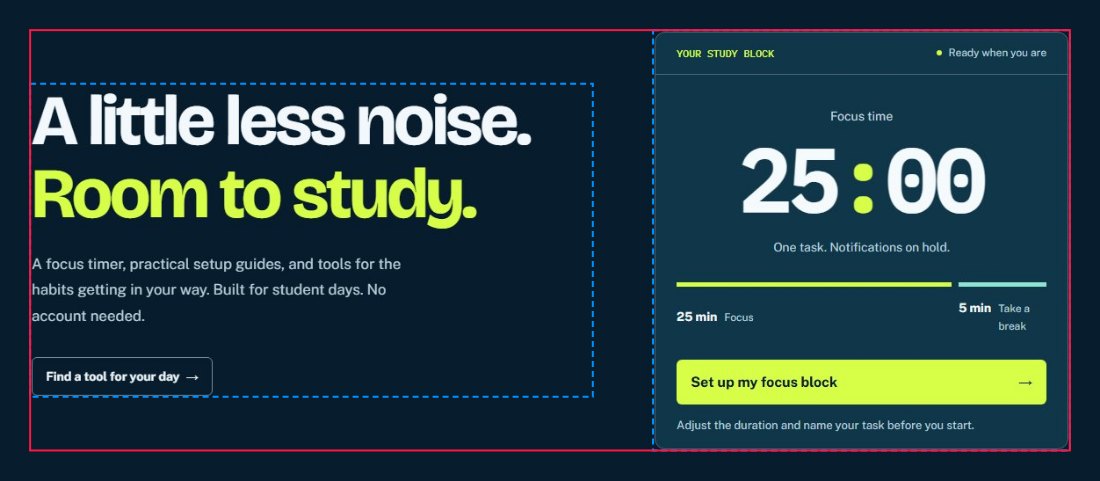 A little less noise.
Room to study.
A focus timer, practical setup guides, and tools for the
habits getting in your way. Built for student days. No
account needed.
Find a tool for your day →
YOUR STUDY BLOCK
Ready when you are
Focus time
25:00
One task. Notifications on hold.
25 min Focus
5 min Take a
break
Set up my focus block →
Adjust the duration and name your task before you start.